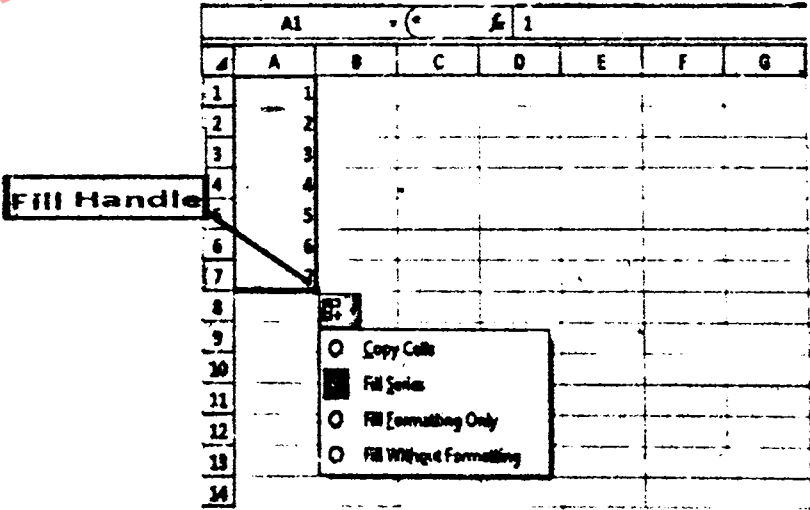 A1 fx 1
A B C D E F G
1 1
2 2
3 3
4 4
Fill Handle
5 5
6 6
7 7
8
9
Copy Cells
10
Fill Series
11
Fill Formatting Only
12
Fill Without Formatting
13
14